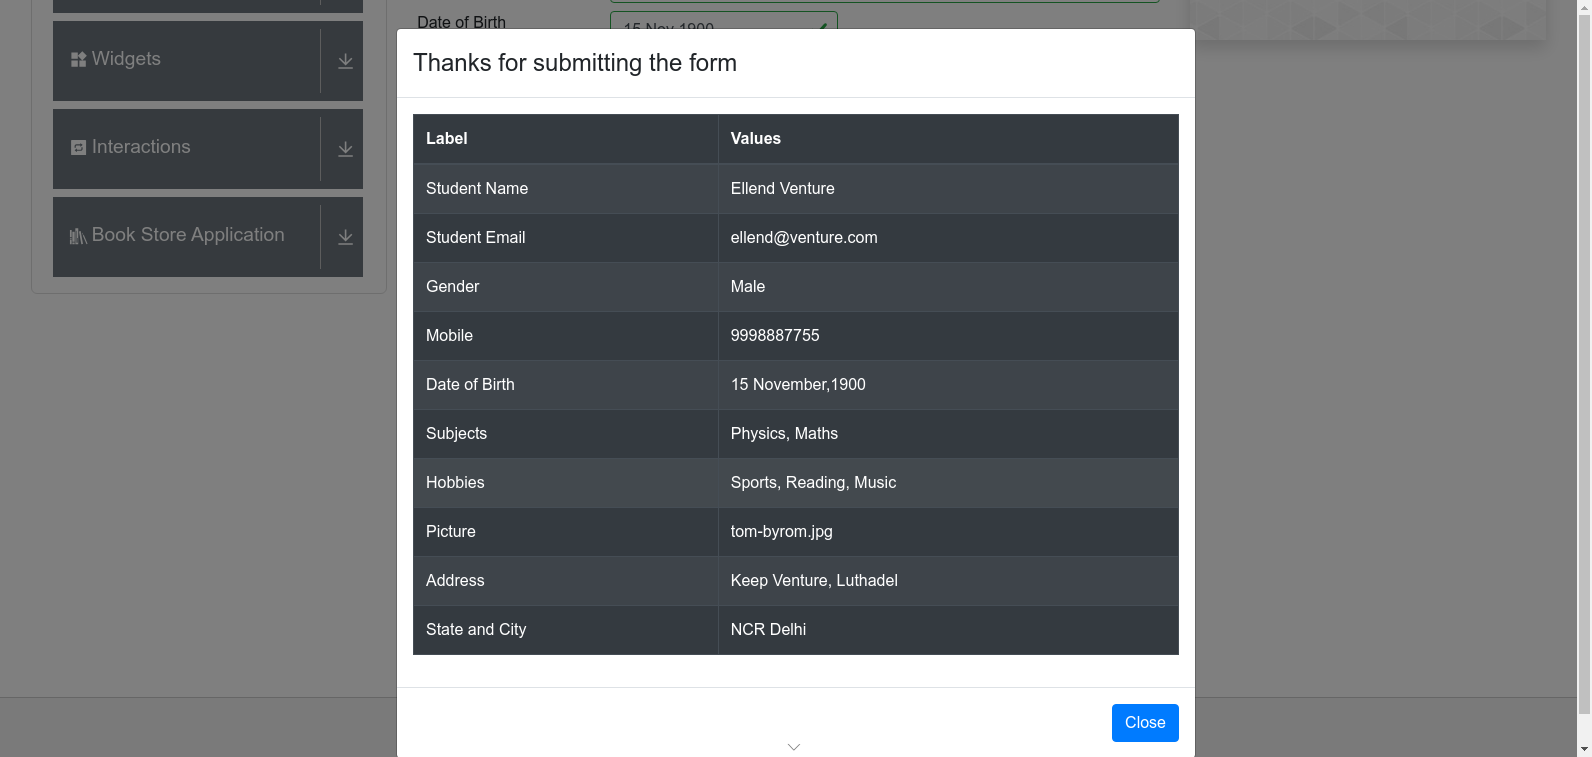 Date of Birth
15 Nov 1900
Widgets
Interactions
Book Store Application
Thanks for submitting the form
Label Values
Student Name Ellend Venture
Student Email ellend@venture.com
Gender Male
Mobile 9998887755
Date of Birth 15 November,1900
Subjects Physics, Maths
Hobbies Sports, Reading, Music
Picture tom-byrom.jpg
Address Keep Venture, Luthadel
State and City NCR Delhi
Close